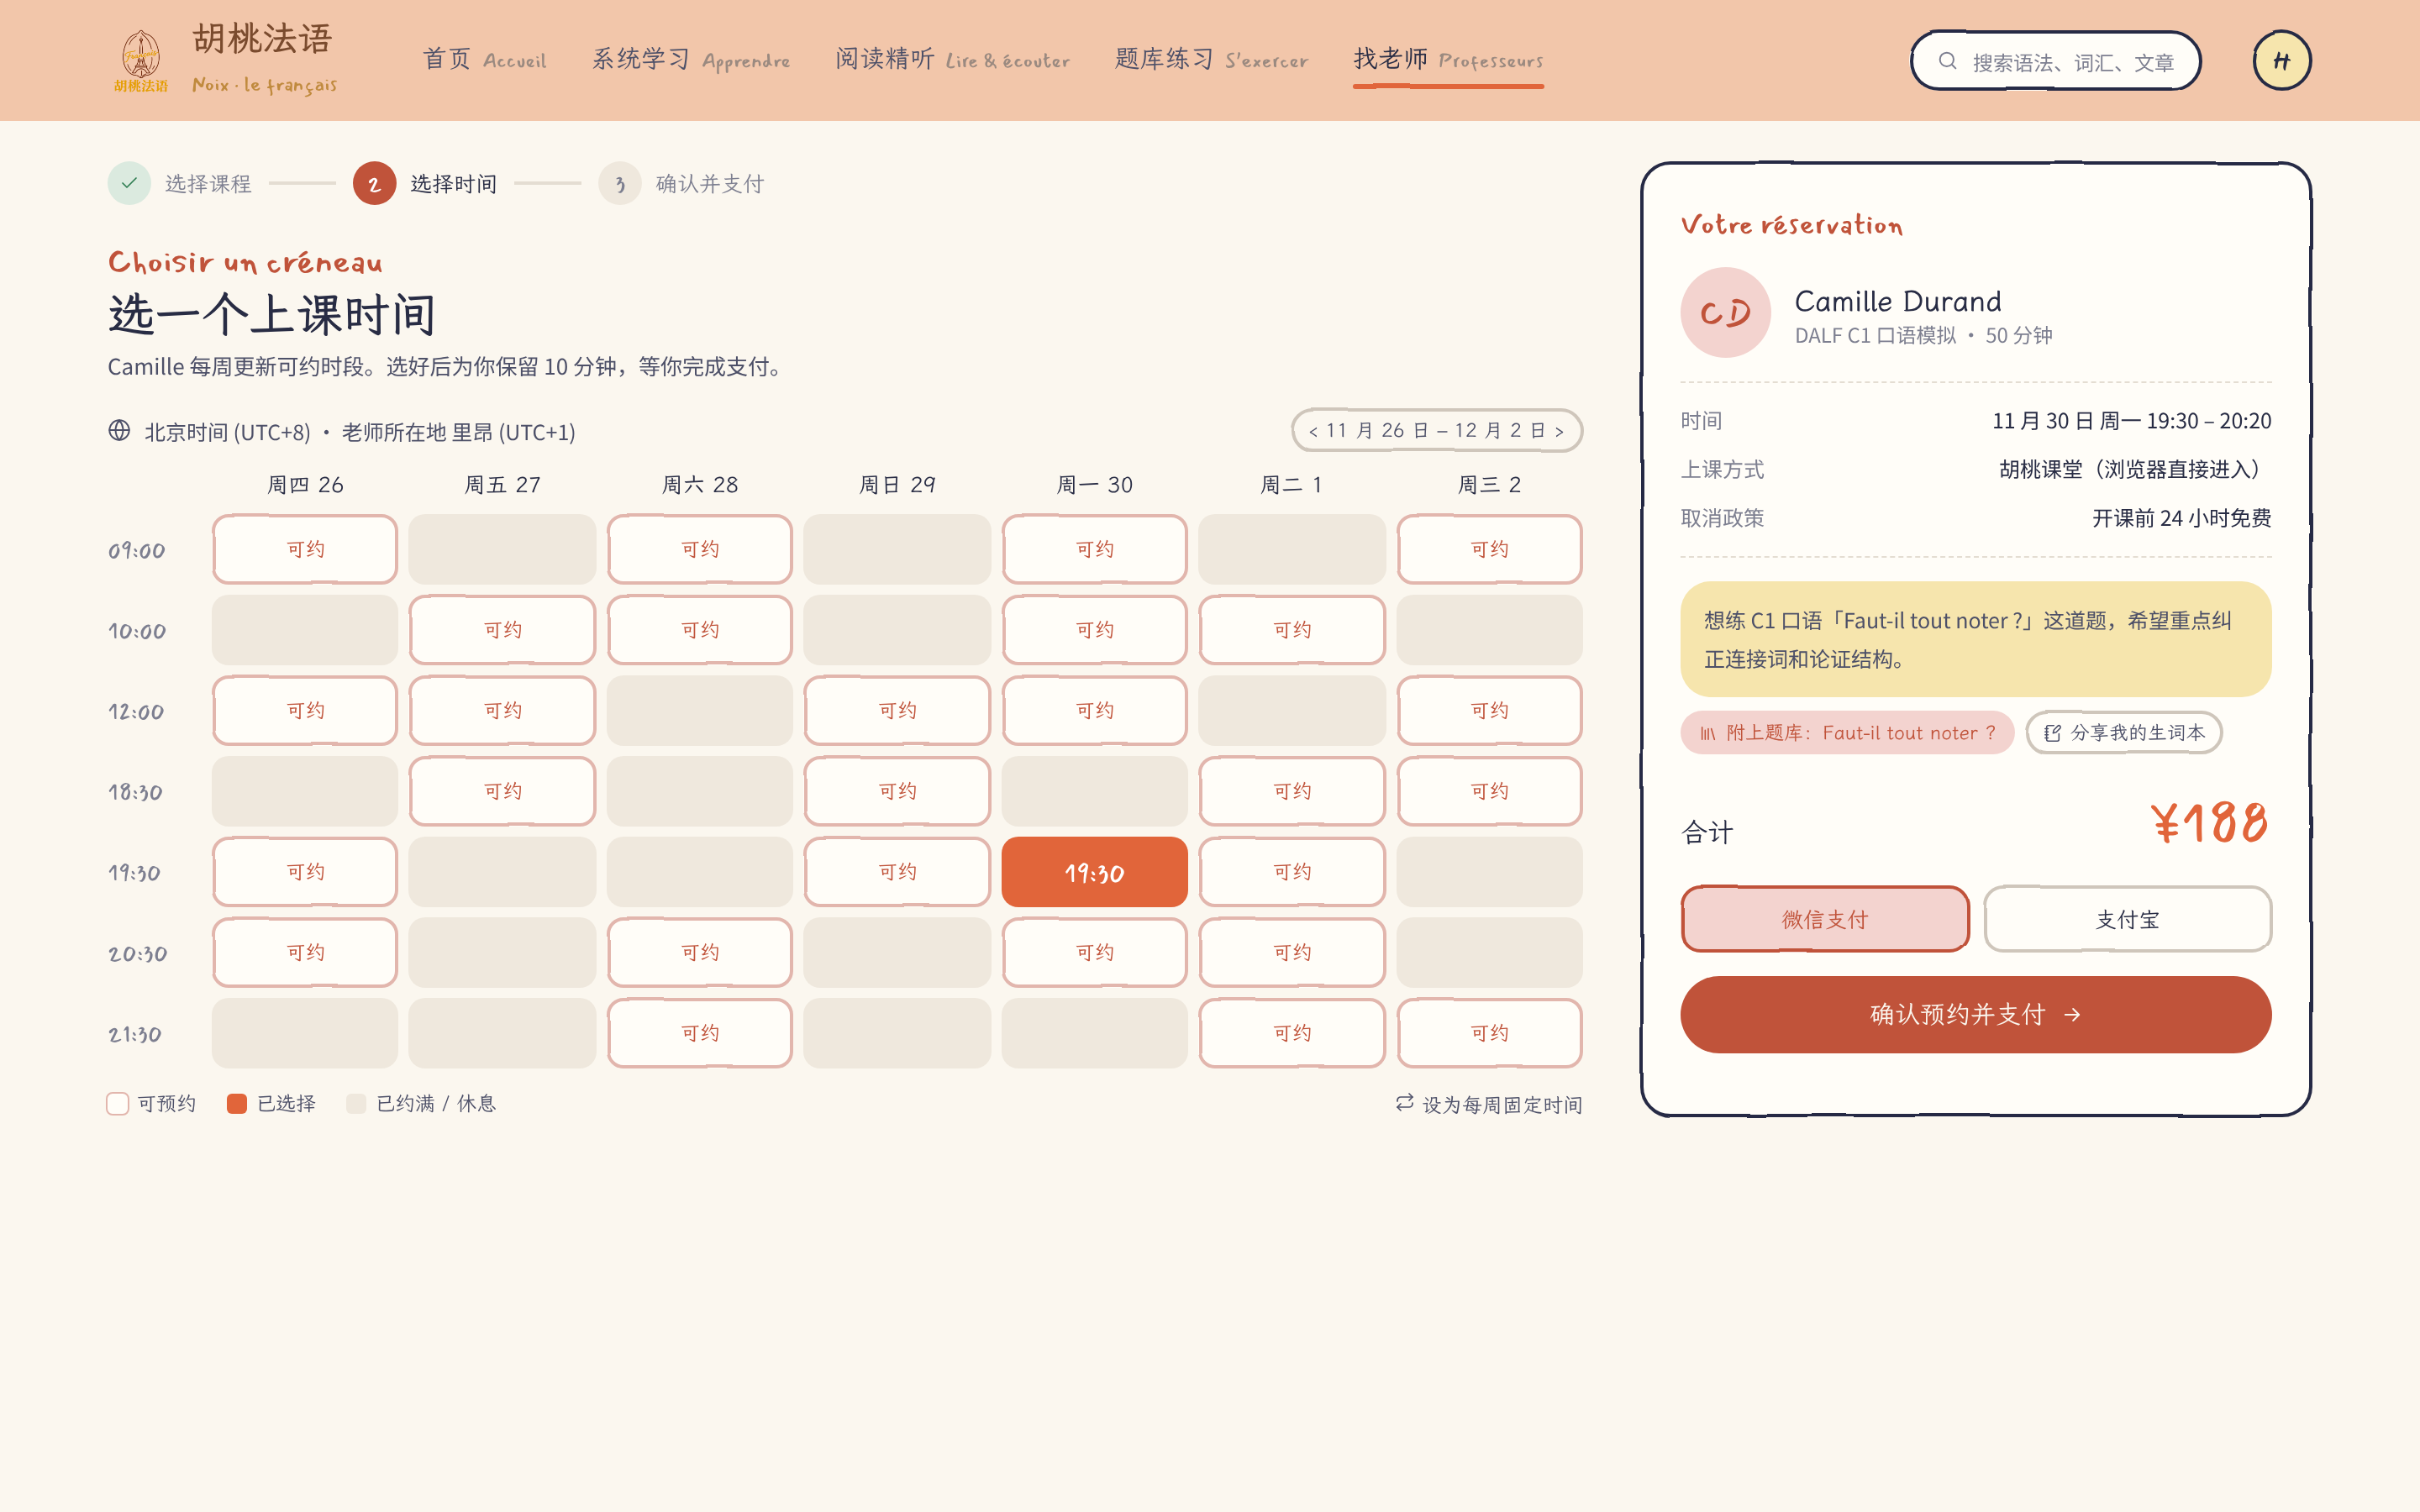 胡桃法语
Français
胡桃法语
Noix · le français
首页 Accueil
系统学习 Apprendre
阅读精听 Lire & écouter
题库练习 S'exercer
找老师 Professeurs
搜索语法、词汇、文章
H
选择课程
2 选择时间
3 确认并支付
Choisir un créneau
选一个上课时间
Camille 每周更新可约时段。选好后为你保留 10 分钟，等你完成支付。
北京时间 (UTC+8) · 老师所在地 里昂 (UTC+1)
< 11 月 26 日 – 12 月 2 日 >
周四 26 周五 27 周六 28 周日 29 周一 30 周二 1 周三 2
09:00 可约 可约 可约 可约
10:00 可约 可约 可约 可约
12:00 可约 可约 可约 可约 可约
18:30 可约 可约 可约 可约
19:30 可约 可约 19:30 可约
20:30 可约 可约 可约 可约
21:30 可约 可约 可约
可预约 已选择 已约满 / 休息
设为每周固定时间
Votre réservation
CD
Camille Durand
DALF C1 口语模拟 · 50 分钟
时间 11 月 30 日 周一 19:30 – 20:20
上课方式 胡桃课堂（浏览器直接进入）
取消政策 开课前 24 小时免费
想练 C1 口语「Faut-il tout noter ?」这道题，希望重点纠
正连接词和论证结构。
附上题库：Faut-il tout noter ?
分享我的生词本
合计 ¥188
微信支付 支付宝
确认预约并支付 →